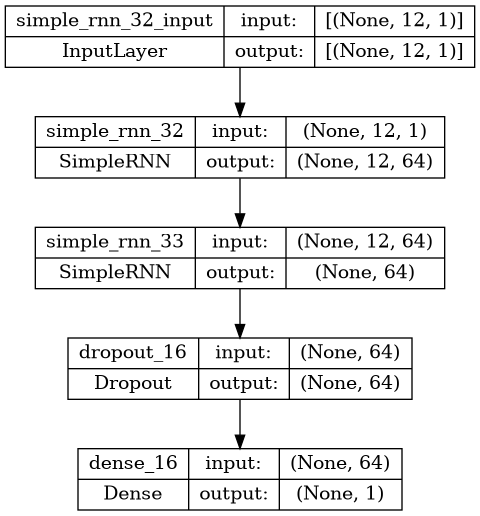 simple_rnn_32_input input: [(None, 12, 1)]
InputLayer output: [(None, 12, 1)]
simple_rnn_32 input: (None, 12, 1)
SimpleRNN output: (None, 12, 64)
simple_rnn_33 input: (None, 12, 64)
SimpleRNN output: (None, 64)
dropout_16 input: (None, 64)
Dropout output: (None, 64)
dense_16 input: (None, 64)
Dense output: (None, 1)